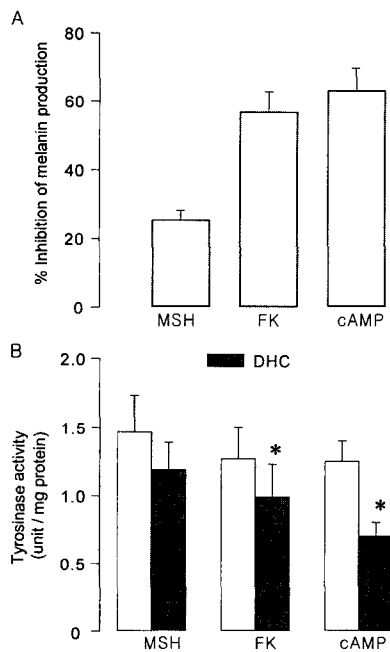 A
% Inhibition of melanin production
80
60
40
20
0
MSH FK cAMP
B
DHC
Tyrosinase activity
(unit / mg protein)
2.0
1.5
1.0
0.5
0
* *
MSH FK cAMP